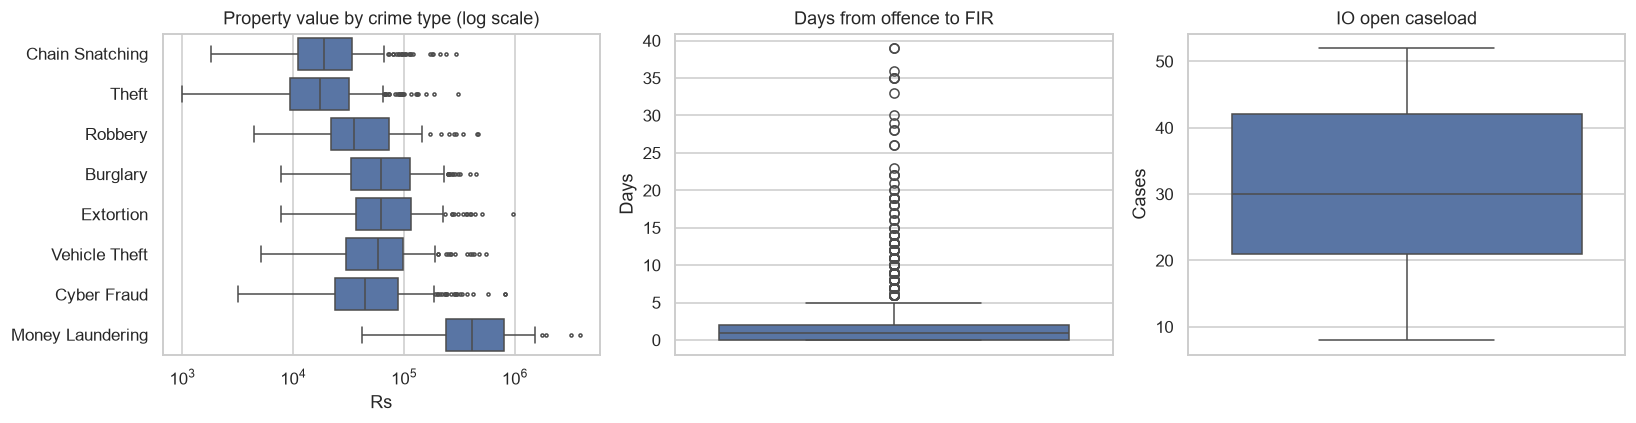 Property value by crime type (log scale)
Chain Snatching
Theft
Robbery
Burglary
Extortion
Vehicle Theft
Cyber Fraud
Money Laundering
10³ 10⁴ 10⁵ 10⁶
Rs
Days from offence to FIR
Days
40
35
30
25
20
15
10
5
0
IO open caseload
Cases
50
40
30
20
10